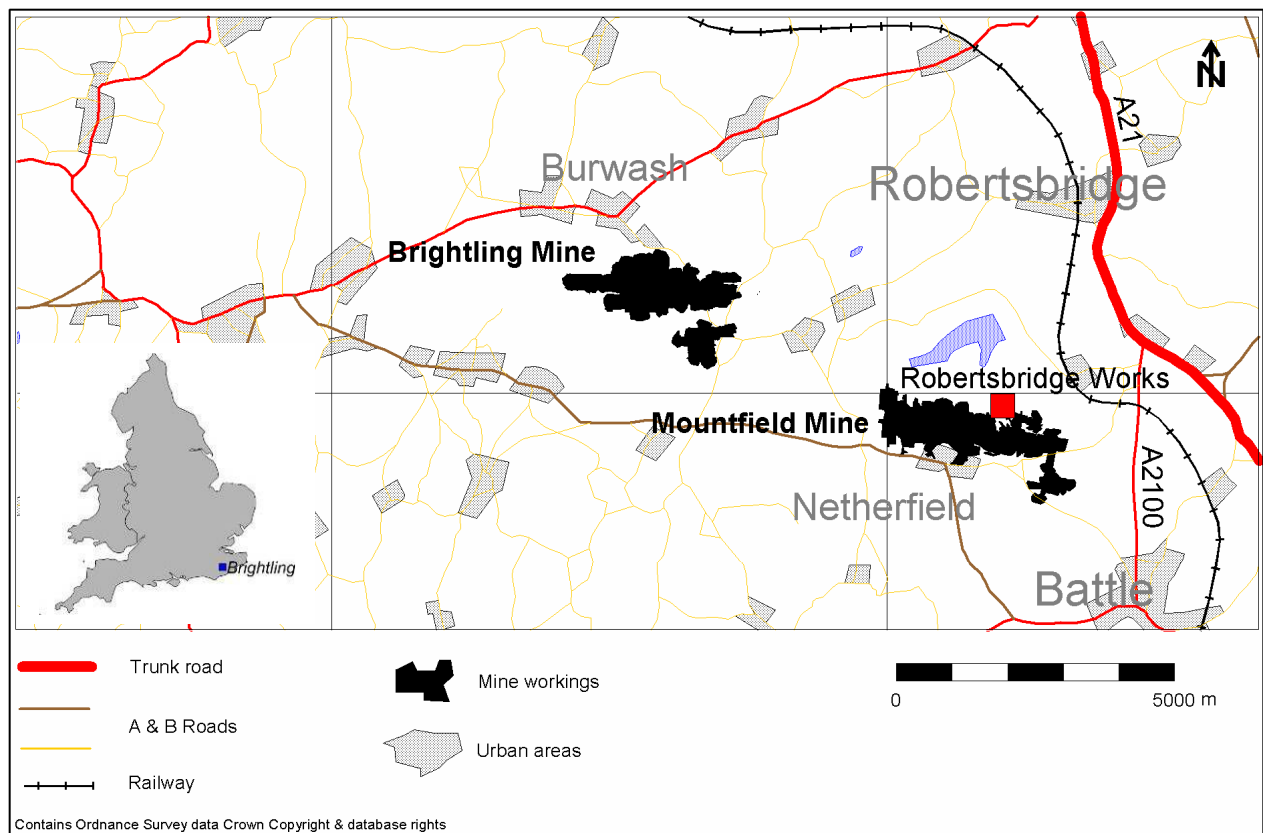 N
A21
Burwash
Robertsbridge
Brightling Mine
Robertsbridge Works
Mountfield Mine
A2100
Netherfield
Brightling
Battle
Trunk road
Mine workings
A & B Roads
0
5000 m
Urban areas
Railway
Contains Ordnance Survey data Crown Copyright & database rights